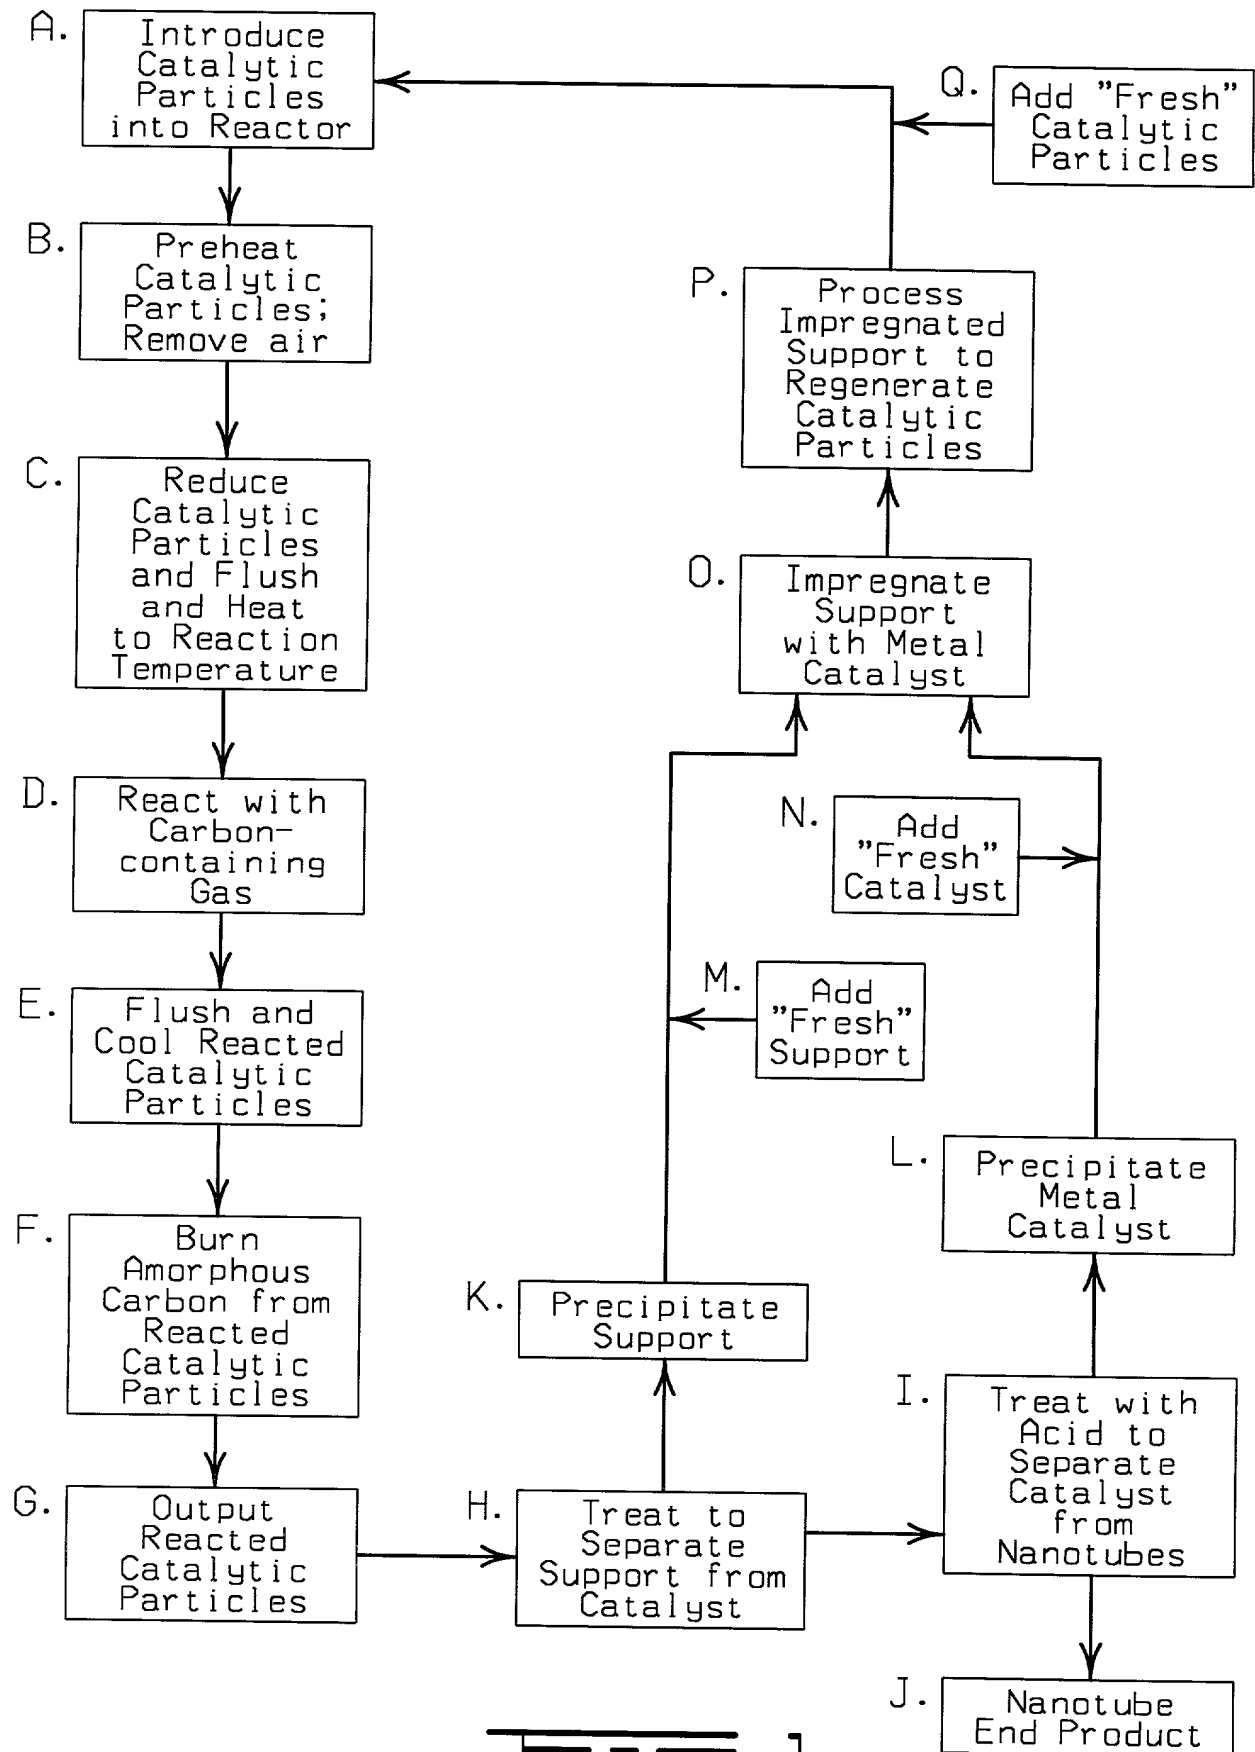 A.
Introduce
Catalytic
Particles
into Reactor
B.
Preheat
Catalytic
Particles;
Remove air
C.
Reduce
Catalytic
Particles
and Flush
and Heat
to Reaction
Temperature
D.
React with
Carbon-
containing
Gas
E.
Flush and
Cool Reacted
Catalytic
Particles
F.
Burn
Amorphous
Carbon from
Reacted
Catalytic
Particles
G.
Output
Reacted
Catalytic
Particles
H.
Treat to
Separate
Support from
Catalyst
I.
Treat with
Acid to
Separate
Catalyst
from
Nanotubes
J.
Nanotube
End Product
K.
Precipitate
Support
L.
Precipitate
Metal
Catalyst
M.
Add
"Fresh"
Support
N.
Add
"Fresh"
Catalyst
O.
Impregnate
Support
with Metal
Catalyst
P.
Process
Impregnated
Support to
Regenerate
Catalytic
Particles
Q.
Add "Fresh"
Catalytic
Particles